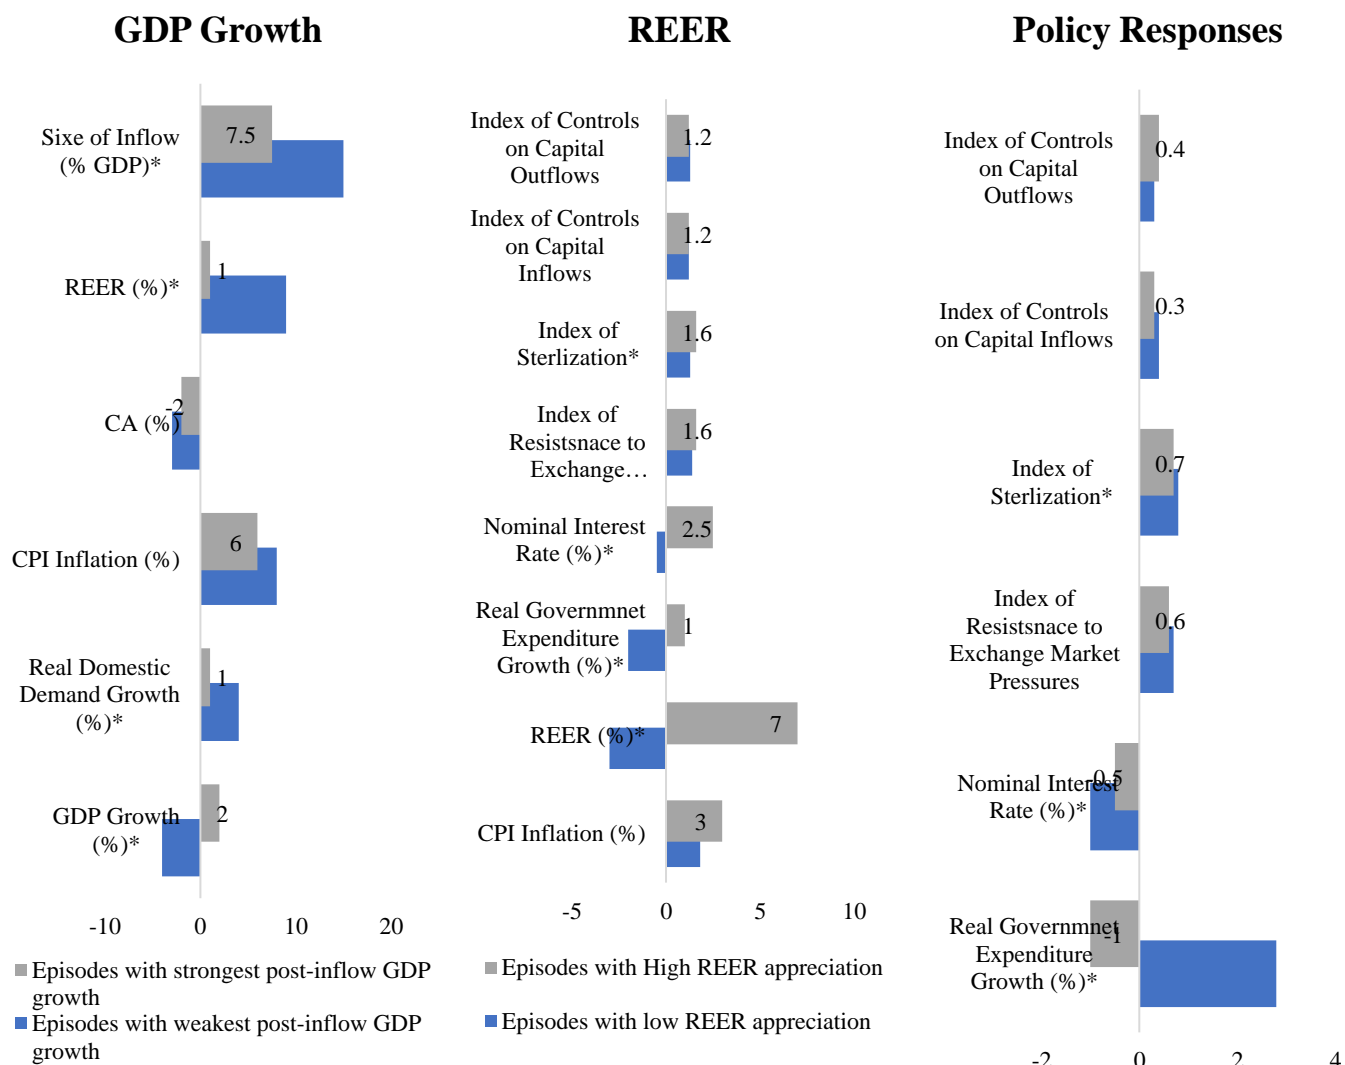 GDP Growth
Sixe of Inflow
(% GDP)*
7.5
REER (%)*
1
CA (%)
-2
CPI Inflation (%)
6
Real Domestic
Demand Growth
(%)*
1
GDP Growth
(%)*
2
-10 0 10 20
Episodes with strongest post-inflow GDP
growth
Episodes with weakest post-inflow GDP
growth
REER
Index of Controls
on Capital
Outflows
1.2
Index of Controls
on Capital
Inflows
1.2
Index of
Sterlization*
1.6
Index of
Resistsnace to
Exchange…
1.6
Nominal Interest
Rate (%)*
2.5
Real Governmnet
Expenditure
Growth (%)*
1
REER (%)*
7
CPI Inflation (%)
3
-5 0 5 10
Episodes with High REER appreciation
Episodes with low REER appreciation
Policy Responses
Index of Controls
on Capital
Outflows
0.4
Index of Controls
on Capital Inflows
0.3
Index of
Sterlization*
0.7
Index of
Resistsnace to
Exchange Market
Pressures
0.6
Nominal Interest
Rate (%)*
-0.5
Real Governmnet
Expenditure
Growth (%)*
-1
-2 0 2 4